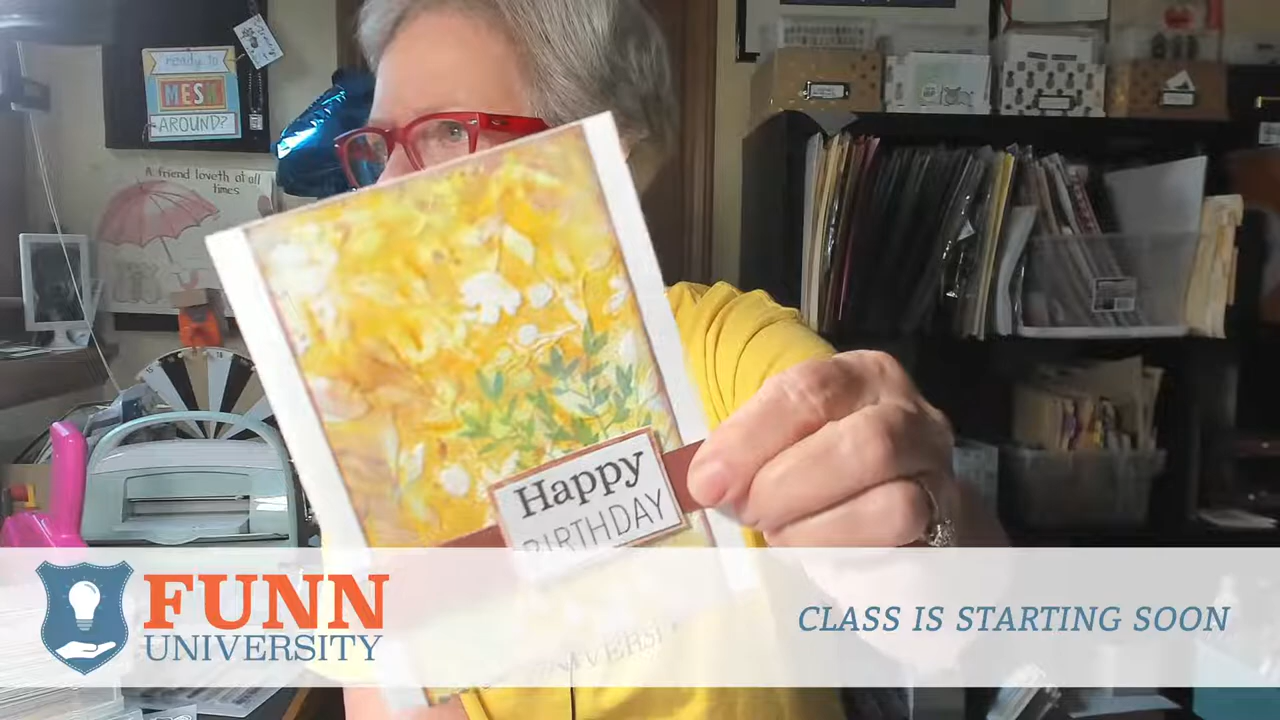 ready to
MESS
AROUND?
A friend loveth at all
times
Happy
BIRTHDAY
FUNN
UNIVERSITY
CLASS IS STARTING SOON